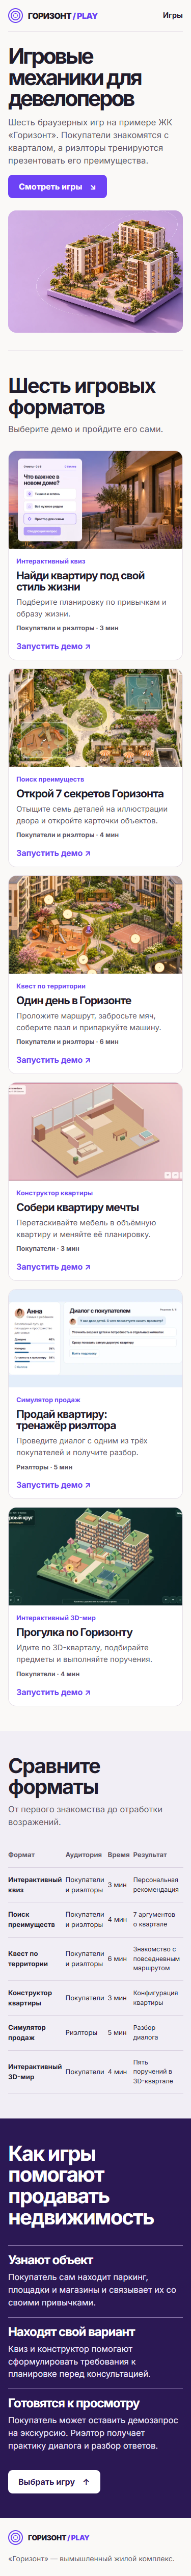 ГОРИЗОНТ / PLAY
Игры
Игровые
механики для
девелоперов
Шесть браузерных игр на примере ЖК
«Горизонт». Покупатели знакомятся с
кварталом, а риэлторы тренируются
презентовать его преимущества.
Смотреть игры ↘
Шесть игровых
форматов
Выберите демо и пройдите его сами.
Что важнее в
новом доме?
Интерактивный квиз
Найди квартиру под свой
стиль жизни
Подберите планировку по привычкам и
образу жизни.
Покупатели и риэлторы · 3 мин
Запустить демо ↗
Поиск преимуществ
Открой 7 секретов Горизонта
Отыщите семь деталей на иллюстрации
двора и откройте карточки объектов.
Покупатели и риэлторы · 4 мин
Запустить демо ↗
Квест по территории
Один день в Горизонте
Проложите маршрут, забросьте мяч,
соберите пазл и припаркуйте машину.
Покупатели и риэлторы · 6 мин
Запустить демо ↗
Конструктор квартиры
Собери квартиру мечты
Перетаскивайте мебель в объёмную
квартиру и меняйте её планировку.
Покупатели · 3 мин
Запустить демо ↗
Анна
Диалог с покупателем
Симулятор продаж
Продай квартиру:
тренажёр риэлтора
Проведите диалог с одним из трёх
покупателей и получите разбор.
Риэлторы · 5 мин
Запустить демо ↗
рвый круг
Интерактивный 3D-мир
Прогулка по Горизонту
Идите по 3D-кварталу, подбирайте
предметы и выполняйте поручения.
Покупатели · 4 мин
Запустить демо ↗
Сравните
форматы
От первого знакомства до отработки
возражений.
Формат Аудитория Время Результат
Интерактивный квиз Покупатели и риэлторы 3 мин Персональная рекомендация
Поиск преимуществ Покупатели и риэлторы 4 мин 7 аргументов о квартале
Квест по территории Покупатели и риэлторы 6 мин Знакомство с повседневным маршрутом
Конструктор квартиры Покупатели 3 мин Конфигурация квартиры
Симулятор продаж Риэлторы 5 мин Разбор диалога
Интерактивный 3D-мир Покупатели 4 мин Пять поручений в 3D-квартале
Как игры
помогают
продавать
недвижимость
Узнают объект
Покупатель сам находит паркинг,
площадки и магазины и связывает их со
своими привычками.
Находят свой вариант
Квиз и конструктор помогают
сформулировать требования к
планировке перед консультацией.
Готовятся к просмотру
Покупатель может оставить демозапрос
на экскурсию. Риэлтор получает
практику диалога и разбор ответов.
Выбрать игру ↑
ГОРИЗОНТ / PLAY
«Горизонт» — вымышленный жилой комплекс.